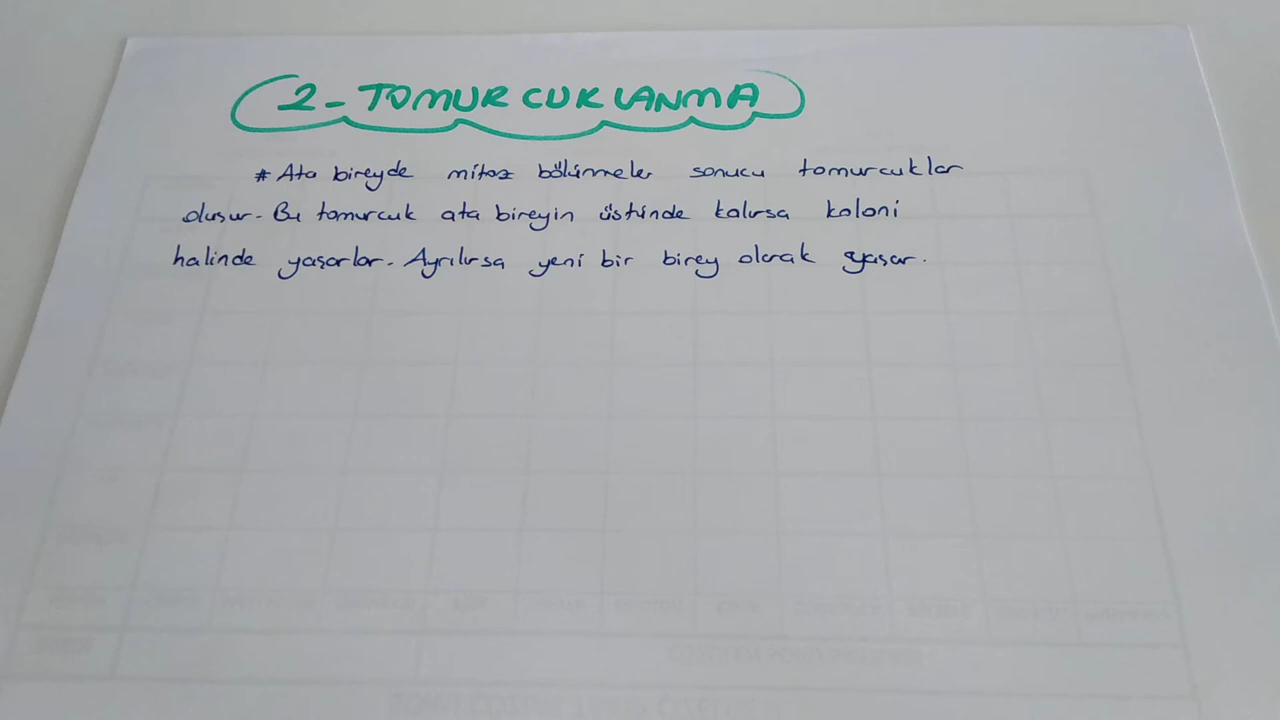 2- TOMURCUKLANMA
* Ata bireyde mitoz bölünmeler sonucu tomurcuklar
oluşur. Bu tomurcuk ata bireyin üstünde kalırsa koloni
halinde yaşarlar. Ayrılırsa yeni bir birey olarak yaşar.